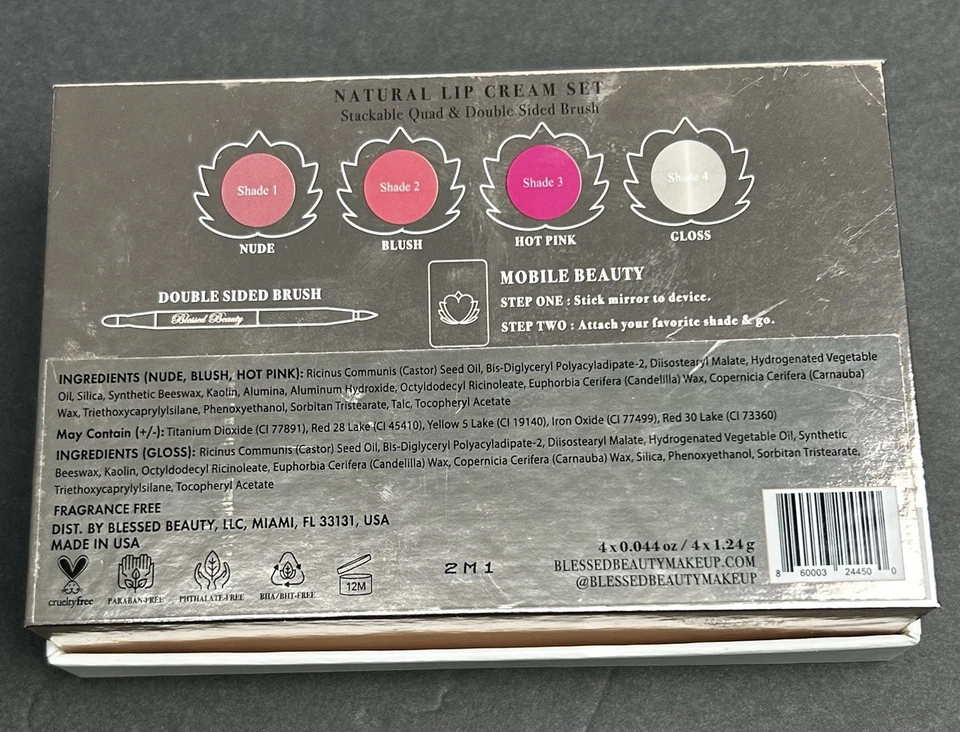 NATURAL LIP CREAM SET
Stackable Quad & Double Sided Brush
Shade 1
Shade 2
Shade 3
Shade 4
NUDE
BLUSH
HOT PINK
GLOSS
DOUBLE SIDED BRUSH
Blessed Beauty
MOBILE BEAUTY
STEP ONE : Stick mirror to device.
STEP TWO : Attach your favorite shade & go.
INGREDIENTS (NUDE, BLUSH, HOT PINK): Ricinus Communis (Castor) Seed Oil, Bis-Diglyceryl Polyacyladipate-2, Diisostearyl Malate, Hydrogenated Vegetable
Oil, Silica, Synthetic Beeswax, Kaolin, Alumina, Aluminum Hydroxide, Octyldodecyl Ricinoleate, Euphorbia Cerifera (Candelilla) Wax, Copernicia Cerifera (Carnauba)
Wax, Triethoxycaprylylsilane, Phenoxyethanol, Sorbitan Tristearate, Talc, Tocopheryl Acetate
May Contain (+/-): Titanium Dioxide (CI 77891), Red 28 Lake (CI 45410), Yellow 5 Lake (CI 19140), Iron Oxide (CI 77499), Red 30 Lake (CI 73360)
INGREDIENTS (GLOSS): Ricinus Communis (Castor) Seed Oil, Bis-Diglyceryl Polyacyladipate-2, Diisostearyl Malate, Hydrogenated Vegetable Oil, Synthetic
Beeswax, Kaolin, Octyldodecyl Ricinoleate, Euphorbia Cerifera (Candelilla) Wax, Copernicia Cerifera (Carnauba) Wax, Silica, Phenoxyethanol, Sorbitan Tristearate,
Triethoxycaprylylsilane, Tocopheryl Acetate
FRAGRANCE FREE
DIST. BY BLESSED BEAUTY, LLC, MIAMI, FL 33131, USA
MADE IN USA
crueltyfree
PARABAN-FREE
PHTHALATE-FREE
BHA/BHT-FREE
12M
2M1
4 x 0.044 oz / 4 x 1.24 g
BLESSEDBEAUTYMAKEUP.COM
@BLESSEDBEAUTYMAKEUP
8 60003 24450 0